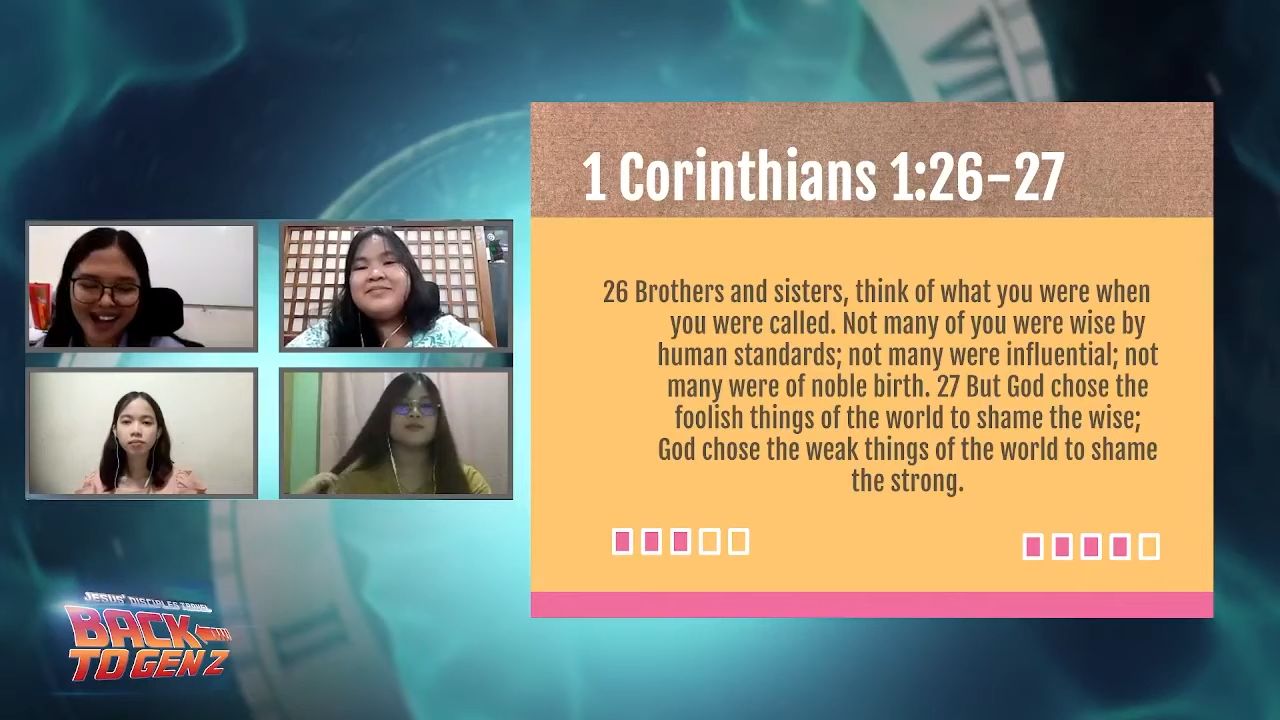 1 Corinthians 1:26-27
26 Brothers and sisters, think of what you were when
you were called. Not many of you were wise by
human standards; not many were influential; not
many were of noble birth. 27 But God chose the
foolish things of the world to shame the wise;
God chose the weak things of the world to shame
the strong.
JESUS' DISCIPLES TRAVEL
BACK
TO GEN Z